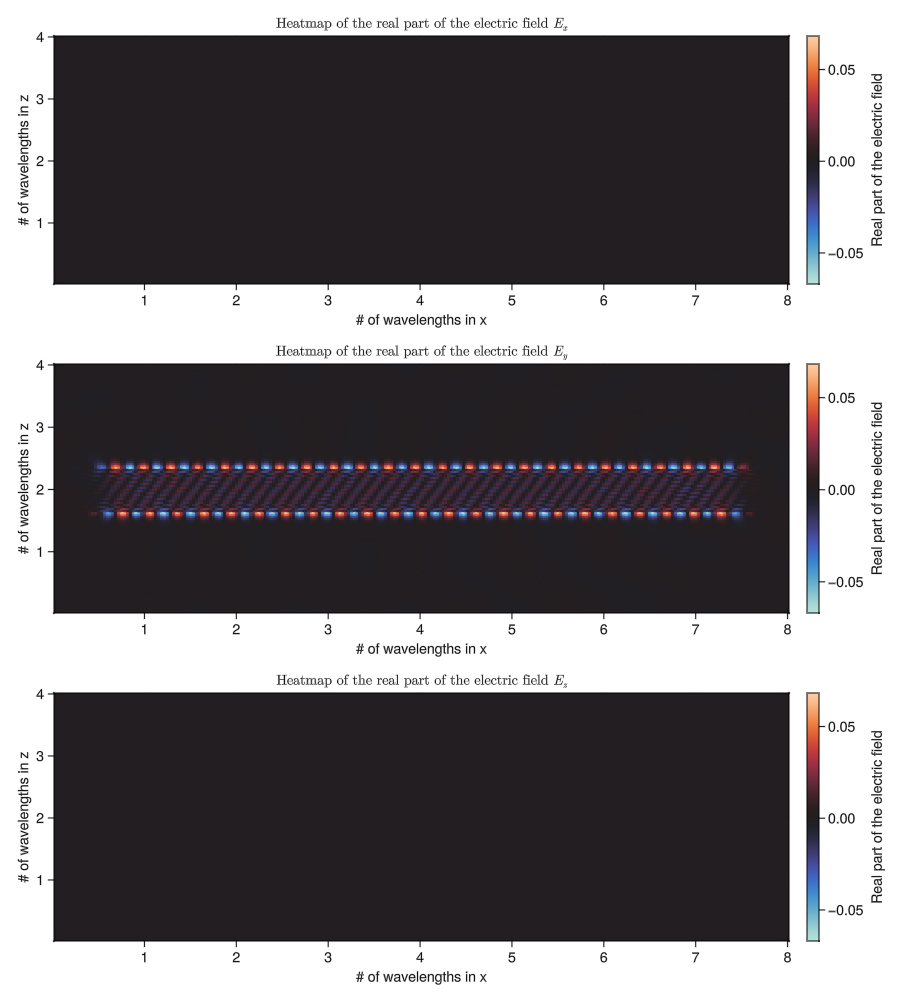 Heatmap of the real part of the electric field Ex
4
3
2
1
# of wavelengths in z
1 2 3 4 5 6 7 8
# of wavelengths in x
0.05
0.00
−0.05
Real part of the electric field
Heatmap of the real part of the electric field Ey
4
3
2
1
# of wavelengths in z
1 2 3 4 5 6 7 8
# of wavelengths in x
0.05
0.00
−0.05
Real part of the electric field
Heatmap of the real part of the electric field Ez
4
3
2
1
# of wavelengths in z
1 2 3 4 5 6 7 8
# of wavelengths in x
0.05
0.00
−0.05
Real part of the electric field